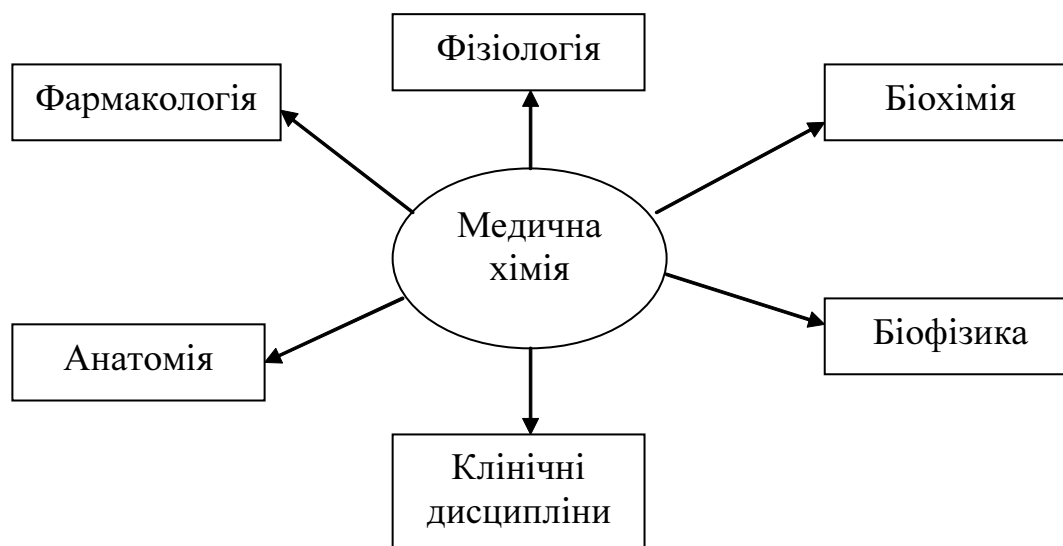 Фізіологія
Фармакологія
Біохімія
Медична
хімія
Біофізика
Анатомія
Клінічні
дисципліни